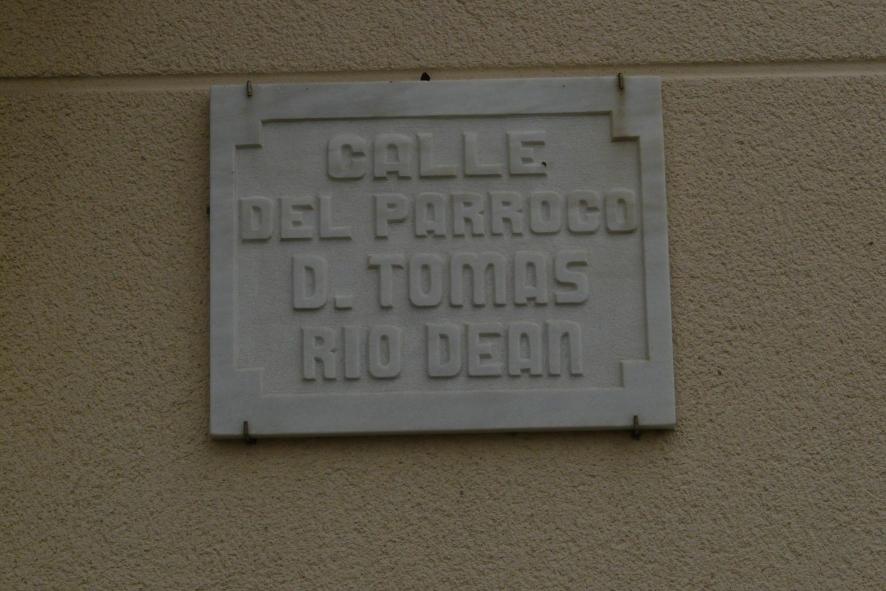 CALLE
DEL PARROCO
D. TOMAS
RIO DEAN